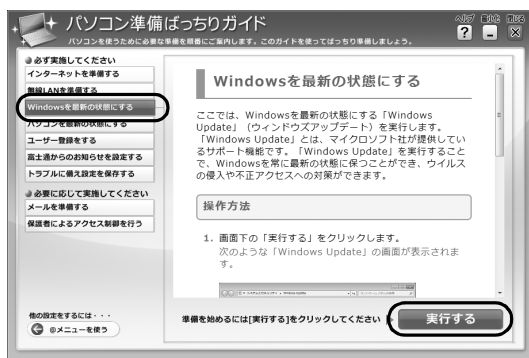 パソコン準備ばっちりガイド
パソコンを使うために必要な準備を順番にご案内します。このガイドを使ってばっちり準備しましょう。
ヘルプ 最小化 閉じる
必ず実施してください
インターネットを準備する
無線LANを準備する
Windowsを最新の状態にする
パソコンを最新の状態にする
ユーザー登録をする
富士通からのお知らせを設定する
トラブルに備え設定を保存する
必要に応じて実施してください
メールを準備する
保護者によるアクセス制御を行う
他の設定をするには・・・
@メニューを使う
Windowsを最新の状態にする
ここでは、Windowsを最新の状態にする「Windows
Update」（ウィンドウズアップデート）を実行します。
「Windows Update」とは、マイクロソフト社が提供してい
るサポート機能です。「Windows Update」を実行すること
で、Windowsを常に最新の状態に保つことができ、ウイルス
の侵入や不正アクセスへの対策ができます。
操作方法
1. 画面下の「実行する」をクリックします。
次のような「Windows Update」の画面が表示されま
す。
準備を始めるには[実行する]をクリックしてください
実行する